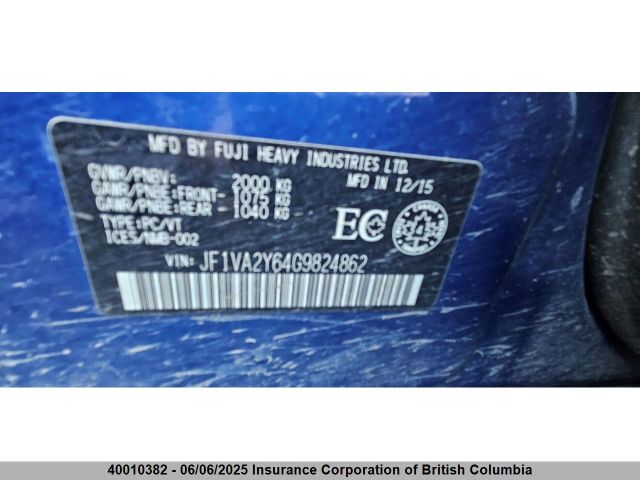 MFD BY FUJI HEAVY INDUSTRIES LTD.
GVWR/PNBV: 2000 KG MFD IN 12/15
GAWR/PNBE:FRONT- 1075 KG
GAWR/PNBE:REAR - 1040 KG
TYPE:PC/VT
ICES/NMB-002
EC
VIN: JF1VA2Y64G9824862
40010382 - 06/06/2025 Insurance Corporation of British Columbia